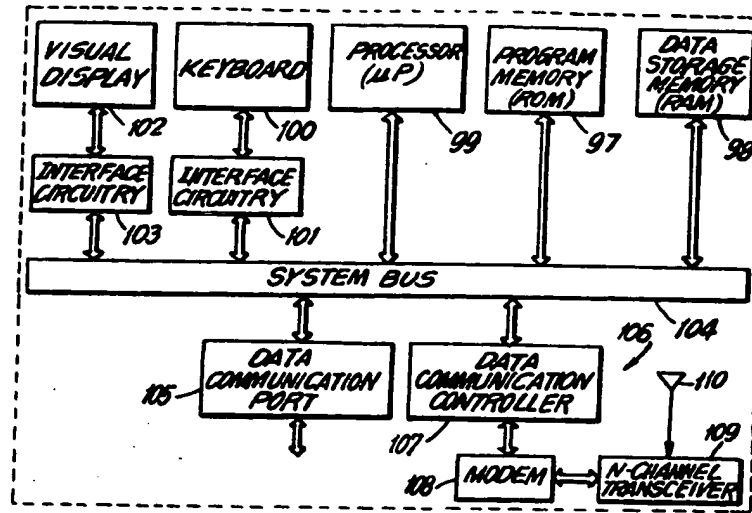 VISUAL
DISPLAY
102
KEYBOARD
100
PROCESSOR
(μP)
99
PROGRAM
MEMORY
(ROM)
97
DATA
STORAGE
MEMORY
(RAM)
98
INTERFACE
CIRCUITRY
103
INTERFACE
CIRCUITRY
101
SYSTEM BUS
104
DATA
COMMUNICATION
PORT
105
DATA
COMMUNICATION
CONTROLLER
107
106
110
MODEM
108
N-CHANNEL
TRANSCEIVER
109